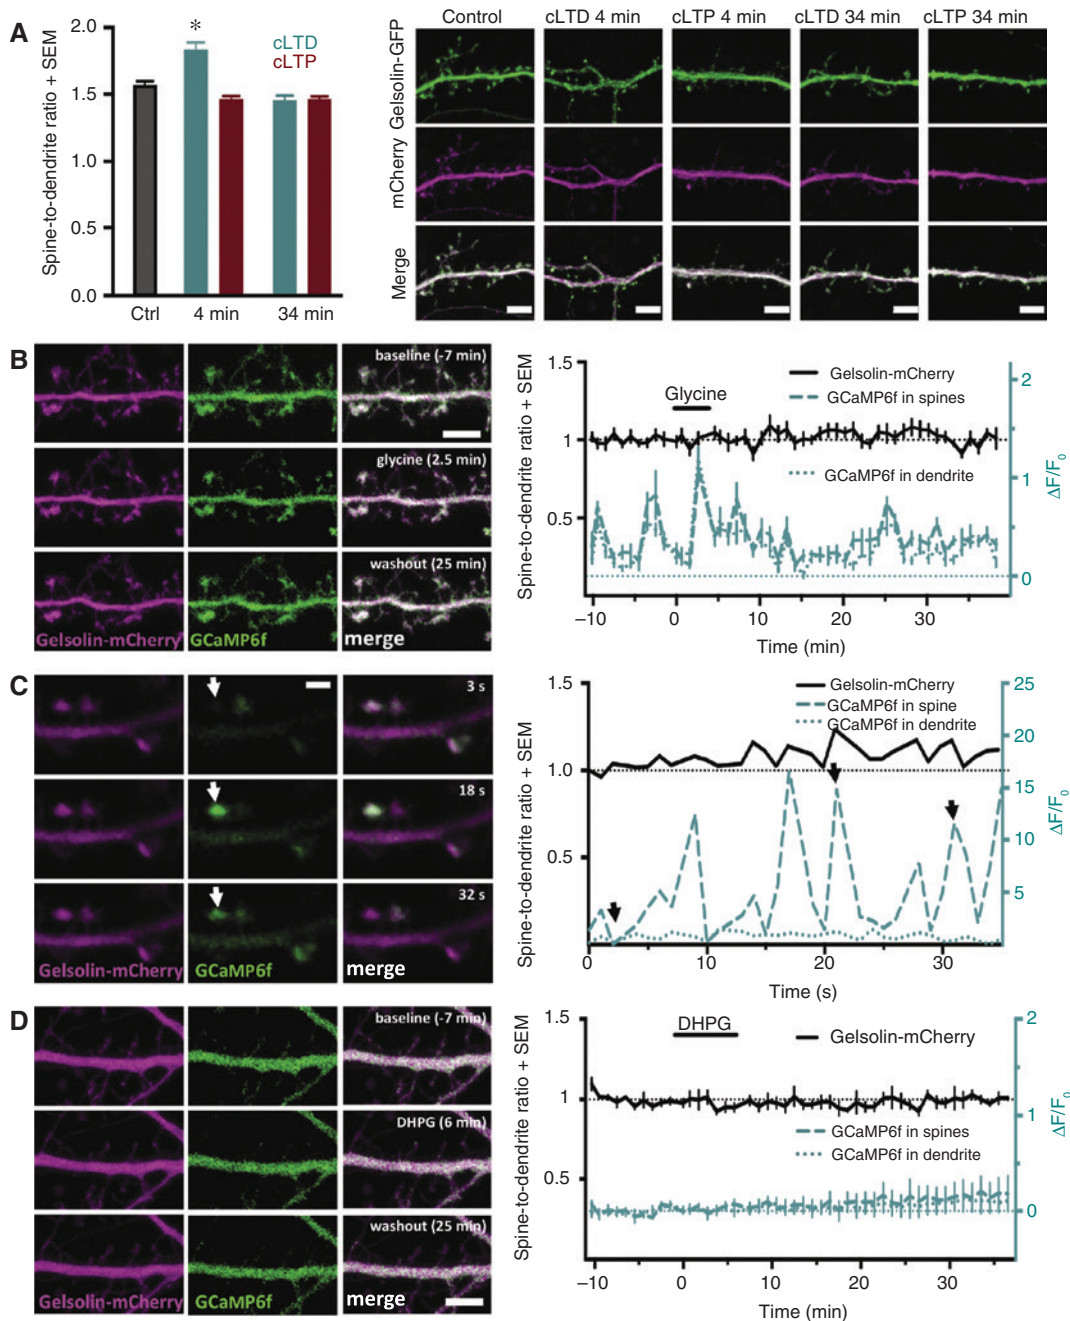 A
Spine-to-dendrite ratio + SEM
2.0
1.5
1.0
0.5
0.0
*
cLTD
cLTP
Ctrl
4 min
34 min
Control
cLTD 4 min
cLTP 4 min
cLTD 34 min
cLTP 34 min
Gelsolin-GFP
mCherry
Merge
B
baseline (-7 min)
glycine (2.5 min)
washout (25 min)
Gelsolin-mCherry
GCaMP6f
merge
Spine-to-dendrite ratio + SEM
1.5
1
0.5
Glycine
Gelsolin-mCherry
GCaMP6f in spines
GCaMP6f in dendrite
2
1
0
ΔF/F0
–10
0
10
20
30
Time (min)
C
3 s
18 s
32 s
Gelsolin-mCherry
GCaMP6f
merge
Spine-to-dendrite ratio + SEM
1.5
1.0
0.5
Gelsolin-mCherry
GCaMP6f in spine
GCaMP6f in dendrite
25
20
15
10
5
ΔF/F0
0
10
20
30
Time (s)
D
baseline (-7 min)
DHPG (6 min)
washout (25 min)
Gelsolin-mCherry
GCaMP6f
merge
Spine-to-dendrite ratio + SEM
1.5
1
0.5
DHPG
Gelsolin-mCherry
GCaMP6f in spines
GCaMP6f in dendrite
2
1
0
ΔF/F0
–10
0
10
20
30
Time (min)